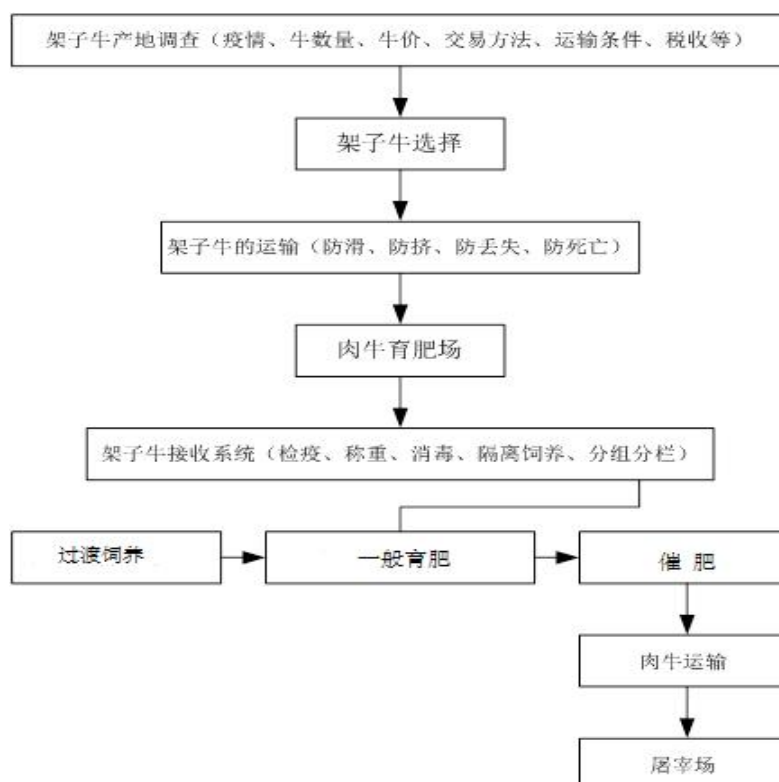 架子牛产地调查（疫情、牛数量、牛价、交易方法、运输条件、税收等）
架子牛选择
架子牛的运输（防滑、防挤、防丢失、防死亡）
肉牛育肥场
架子牛接收系统（检疫、称重、消毒、隔离饲养、分组分栏）
过渡饲养
一般育肥
催 肥
肉牛运输
屠宰场